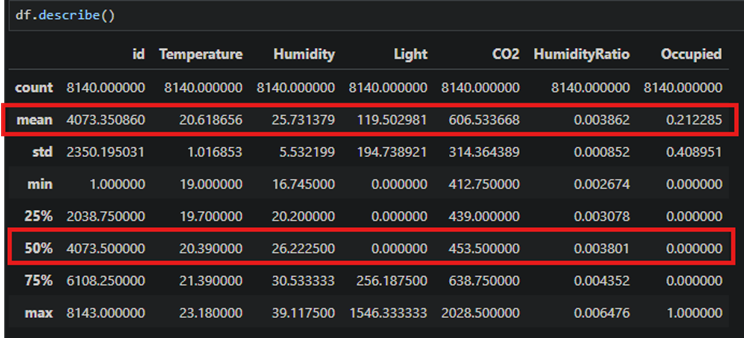 df.describe()
id Temperature Humidity Light CO2 HumidityRatio Occupied
count 8140.000000 8140.000000 8140.000000 8140.000000 8140.000000 8140.000000 8140.000000
mean 4073.350860 20.618656 25.731379 119.502981 606.533668 0.003862 0.212285
std 2350.195031 1.016853 5.532199 194.738921 314.364389 0.000852 0.408951
min 1.000000 19.000000 16.745000 0.000000 412.750000 0.002674 0.000000
25% 2038.750000 19.700000 20.200000 0.000000 439.000000 0.003078 0.000000
50% 4073.500000 20.390000 26.222500 0.000000 453.500000 0.003801 0.000000
75% 6108.250000 21.390000 30.533333 256.187500 638.750000 0.004352 0.000000
max 8143.000000 23.180000 39.117500 1546.333333 2028.500000 0.006476 1.000000